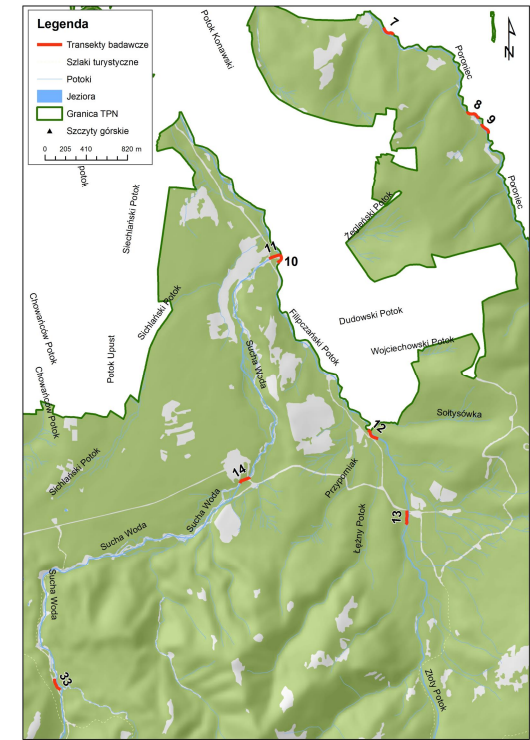 Legenda
Transekty badawcze
Szlaki turystyczne
Potoki
Jeziora
Granica TPN
Szczyty górskie
0 205 410 820 m
N
Potok Konawski
7
Poroniec
8
9
Poroniec
potok
Siechlański Potok
Żegleński Potok
11
10
Sichlański Potok
Filipczański Potok
Dudowski Potok
Wojciechowski Potok
Chowańców Potok
Potok Upust
Sucha Woda
Chowańców Potok
Sołtysówka
12
Sichlański Potok
14
Przyporniak
Sucha Woda
Łężny Potok
13
Sucha Woda
Sucha Woda
33
Złoty Potok